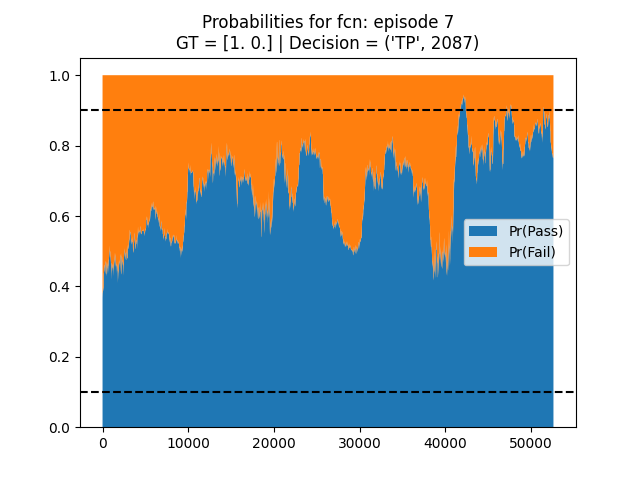 Probabilities for fcn: episode 7
GT = [1. 0.] | Decision = ('TP', 2087)
1.0
0.8
0.6
0.4
0.2
0.0
Pr(Pass)
Pr(Fail)
0 10000 20000 30000 40000 50000